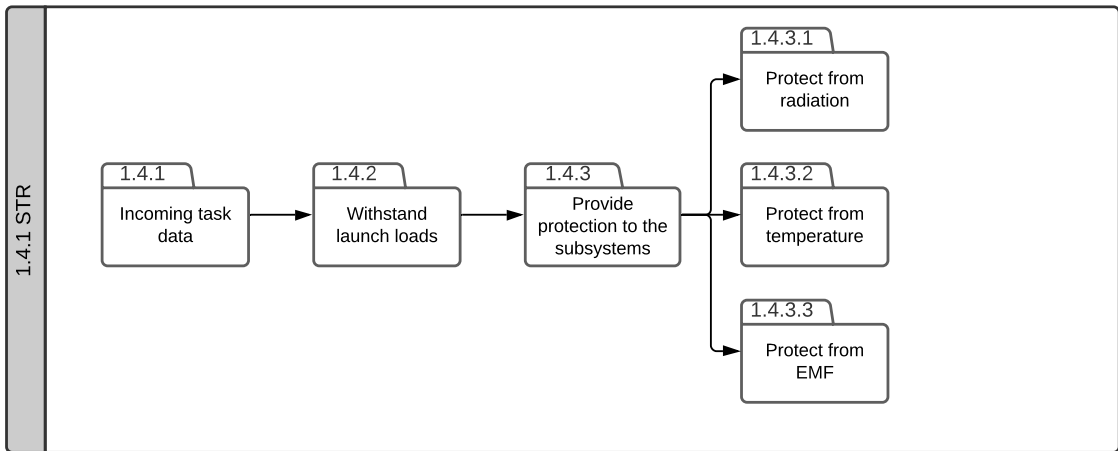 1.4.1 STR
1.4.1
Incoming task
data
1.4.2
Withstand
launch loads
1.4.3
Provide
protection to the
subsystems
1.4.3.1
Protect from
radiation
1.4.3.2
Protect from
temperature
1.4.3.3
Protect from
EMF